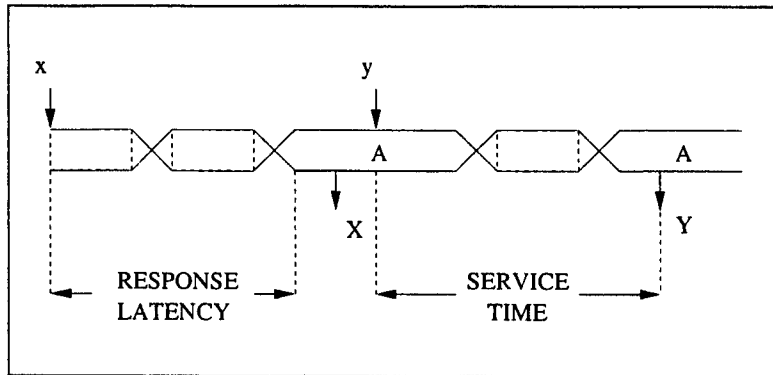 x
y
A
A
X
Y
RESPONSE
LATENCY
SERVICE
TIME